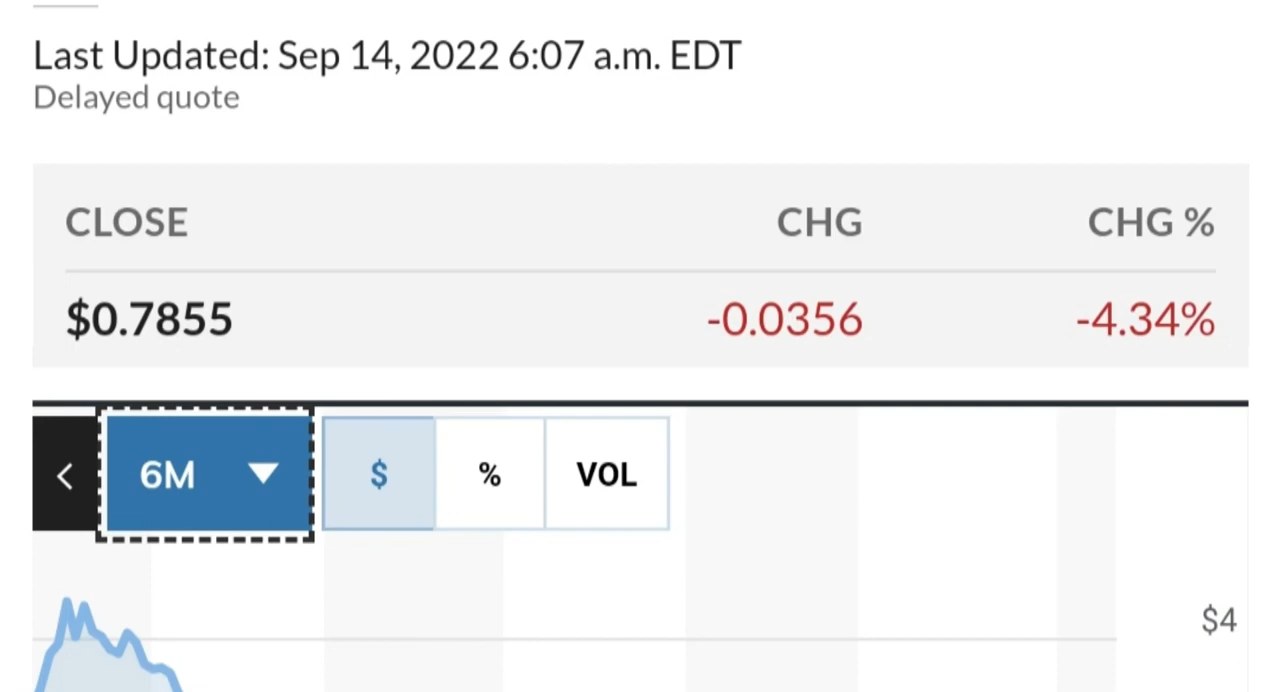 Last Updated: Sep 14, 2022 6:07 a.m. EDT
Delayed quote
CLOSE CHG CHG %
$0.7855 -0.0356 -4.34%
6M $ % VOL
$4